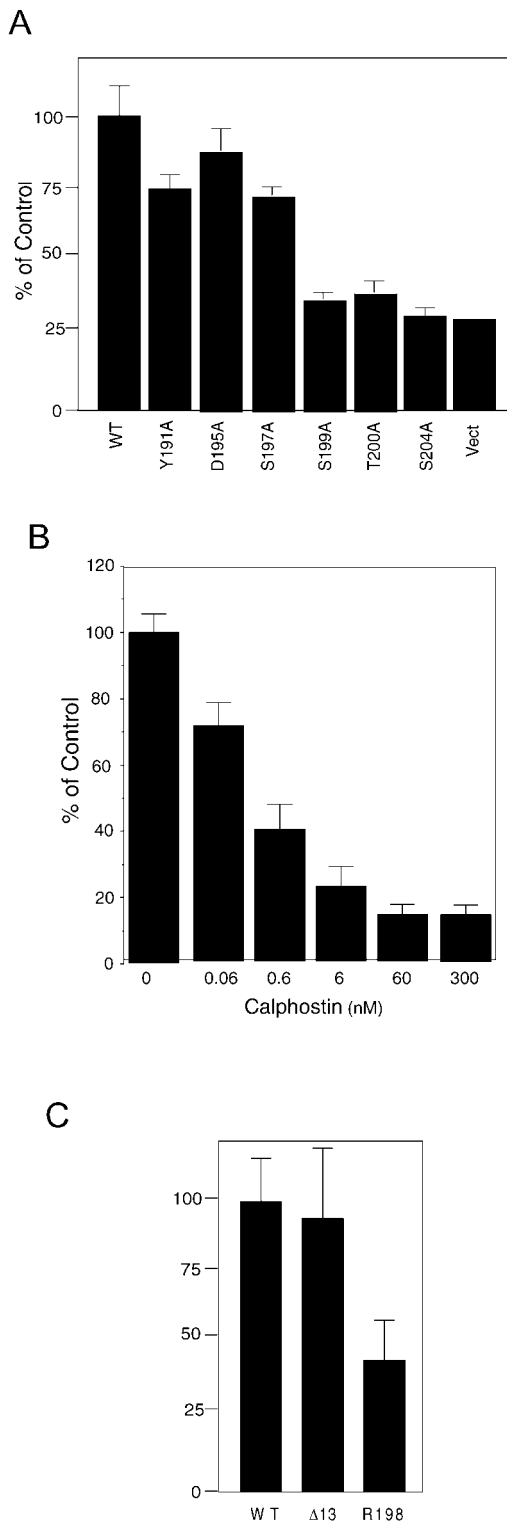 A
% of Control
100
75
50
25
0
WT
Y191A
D195A
S197A
S199A
T200A
S204A
Vect
B
% of Control
120
100
80
60
40
20
0
0 0.06 0.6 6 60 300
Calphostin (nM)
C
100
75
50
25
0
WT Δ13 R198